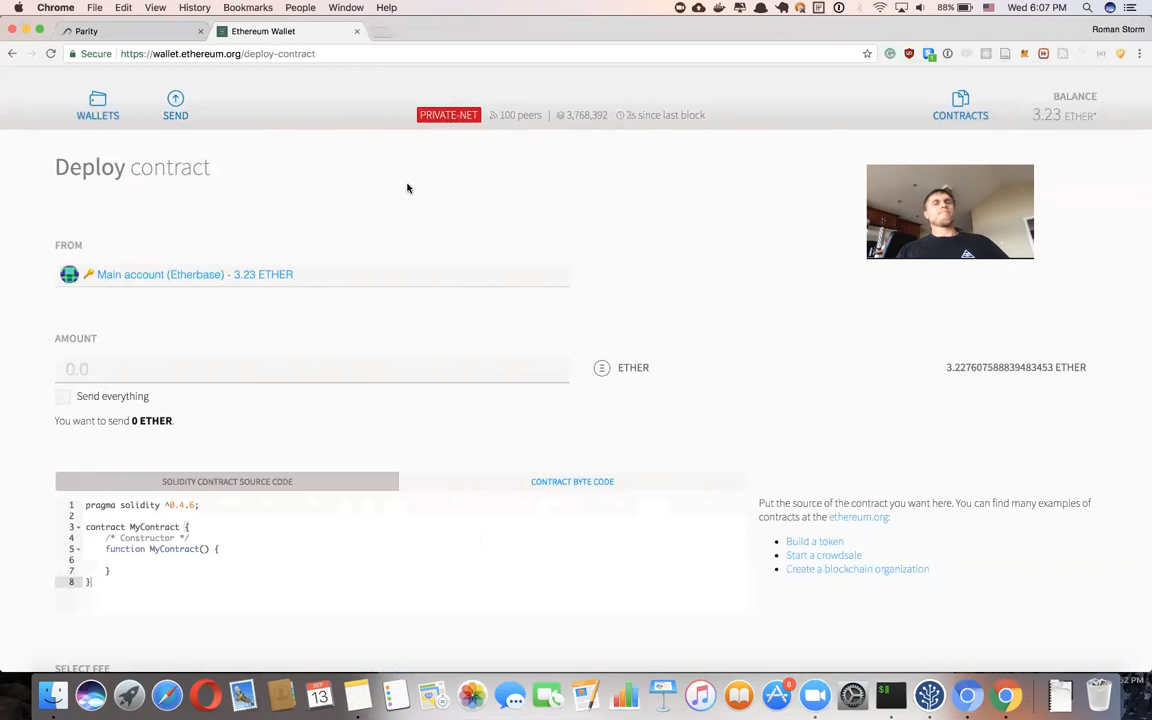 Chrome File Edit View History Bookmarks People Window Help 88% Wed 6:07 PM
Parity Ethereum Wallet Roman Storm
Secure https://wallet.ethereum.org/deploy-contract
WALLETS SEND PRIVATE-NET 100 peers 3,768,392 2s since last block CONTRACTS BALANCE
3.23 ETHER*
Deploy contract
FROM
Main account (Etherbase) - 3.23 ETHER
AMOUNT
0.0 ETHER 3.227607588839483453 ETHER
Send everything
You want to send 0 ETHER.
SOLIDITY CONTRACT SOURCE CODE CONTRACT BYTE CODE
1 pragma solidity ^0.4.6;
2
3 contract MyContract {
4 /* Constructor */
5 function MyContract() {
6
7 }
8 }
Put the source of the contract you want here. You can find many examples of
contracts at the ethereum.org:
Build a token
Start a crowdsale
Create a blockchain organization
SELECT FEE
SEP
13
8